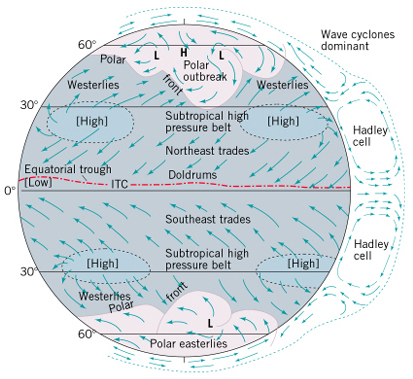 Wave cyclones
dominant
60°
L H L
Polar
Polar
outbreak
front
Westerlies
Westerlies
30°
[High]
Subtropical high
pressure belt
[High]
Hadley
cell
Northeast trades
Equatorial trough
[Low]
ITC
Doldrums
0°
Southeast trades
Hadley
cell
Subtropical high
pressure belt
[High]
[High]
30°
Westerlies
Polar
front
L
60°
Polar easterlies